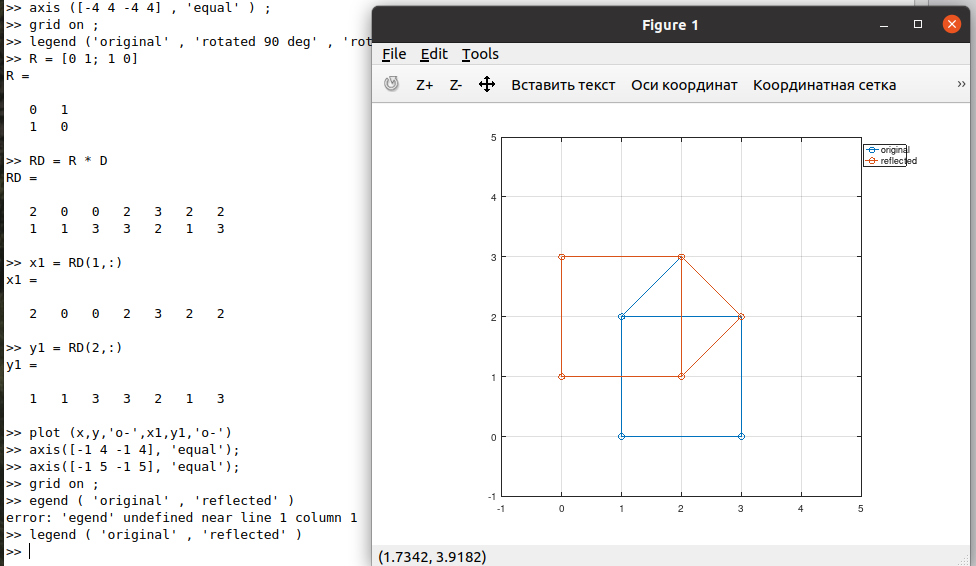 >> axis ([-4 4 -4 4] , 'equal' ) ;
>> grid on ;
>> legend ('original' , 'rotated 90 deg' , 'rot
>> R = [0 1; 1 0]
R =
0 1
1 0
>> RD = R * D
RD =
2 0 0 2 3 2 2
1 1 3 3 2 1 3
>> x1 = RD(1,:)
x1 =
2 0 0 2 3 2 2
>> y1 = RD(2,:)
y1 =
1 1 3 3 2 1 3
>> plot (x,y,'o-',x1,y1,'o-')
>> axis([-1 4 -1 4], 'equal');
>> axis([-1 5 -1 5], 'equal');
>> grid on ;
>> egend ( 'original' , 'reflected' )
error: 'egend' undefined near line 1 column 1
>> legend ( 'original' , 'reflected' )
>>
Figure 1
File Edit Tools
Z+ Z- Вставить текст Оси координат Координатная сетка »
5
4
3
2
1
0
-1
-1 0 1 2 3 4 5
original
reflected
(1.7342, 3.9182)